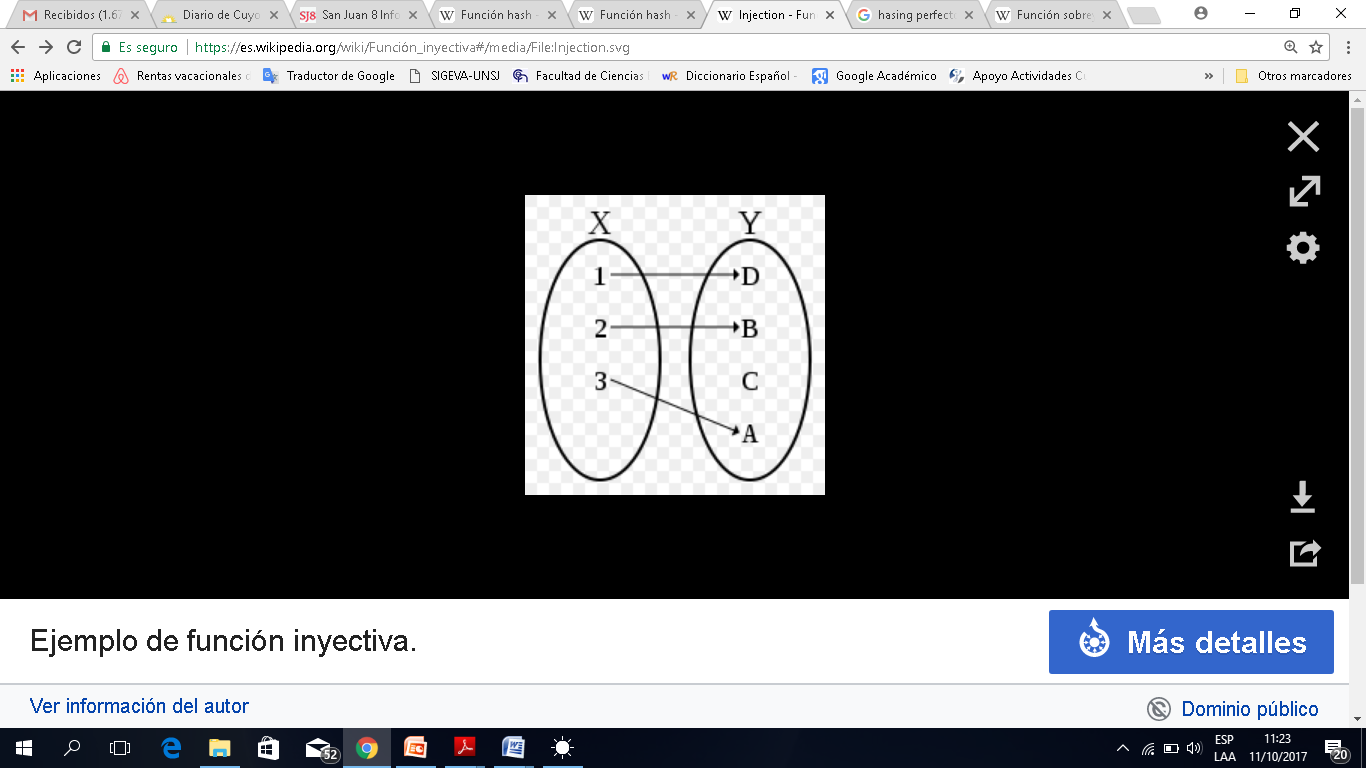 Recibidos (1.67
Diario de Cuyo
SJ8 San Juan 8 Info
W Función hash -
W Función hash -
W Injection - Fun
G hasing perfecto
W Función sobre
Es seguro https://es.wikipedia.org/wiki/Función_inyectiva#/media/File:Injection.svg
Aplicaciones Rentas vacacionales Traductor de Google SIGEVA-UNSJ Facultad de Ciencias wR Diccionario Español - Google Académico Apoyo Actividades C » Otros marcadores
X Y
1 D
2 B
3 C
A
Ejemplo de función inyectiva.
Más detalles
Ver información del autor
Dominio público
52
ESP 11:23
LAA 11/10/2017
20